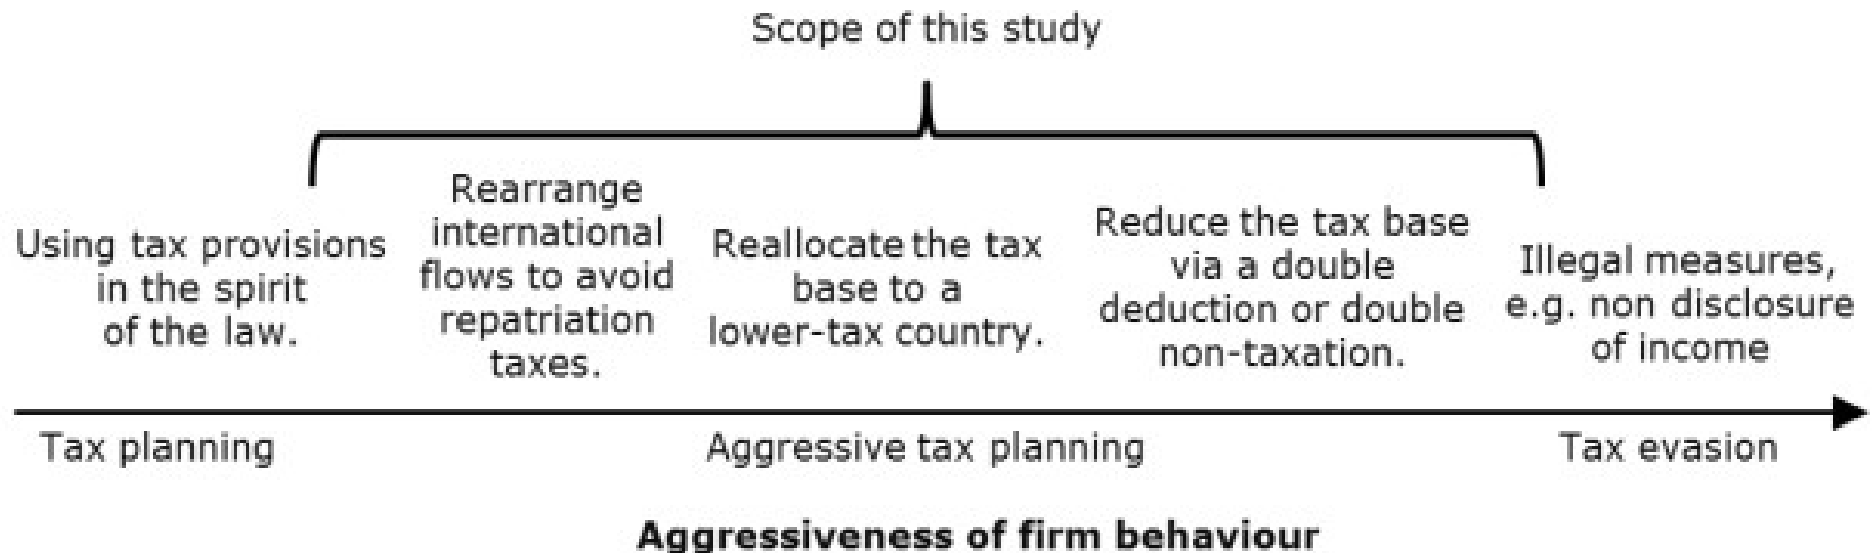 Scope of this study
Using tax provisions
in the spirit
of the law.
Rearrange
international
flows to avoid
repatriation
taxes.
Reallocate the tax
base to a
lower-tax country.
Reduce the tax base
via a double
deduction or double
non-taxation.
Illegal measures,
e.g. non disclosure
of income
Tax planning
Aggressive tax planning
Tax evasion
Aggressiveness of firm behaviour